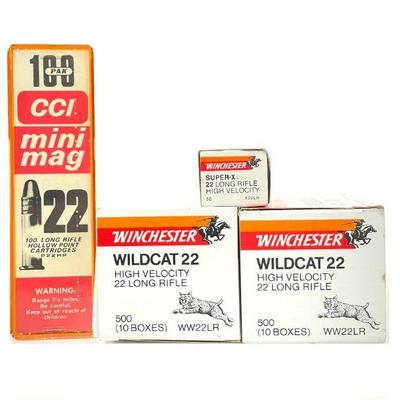 100
PAK
CCI
mini
mag
22
100 LONG RIFLE
HOLLOW POINT
CARTRIDGES
WARNING:
Range 1½ miles.
Be careful.
Keep out of reach of
children.
WINCHESTER
SUPER-X
22 LONG RIFLE
HIGH VELOCITY
50 X22LR
WINCHESTER
WILDCAT 22
HIGH VELOCITY
22 LONG RIFLE
500
(10 BOXES) WW22LR
WINCHESTER
WILDCAT 22
HIGH VELOCITY
22 LONG RIFLE
500
(10 BOXES) WW22LR